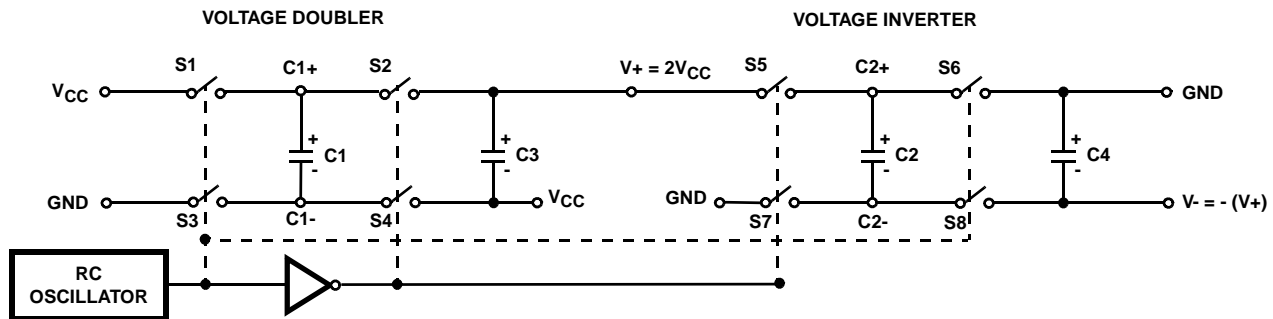 VOLTAGE DOUBLER
VOLTAGE INVERTER
S1
C1+
S2
V+ = 2VCC
S5
C2+
S6
VCC
GND
+
C1
-
+
C3
-
+
C2
-
+
C4
-
GND
S3
C1-
S4
VCC
GND
S7
C2-
S8
V- = - (V+)
RC
OSCILLATOR